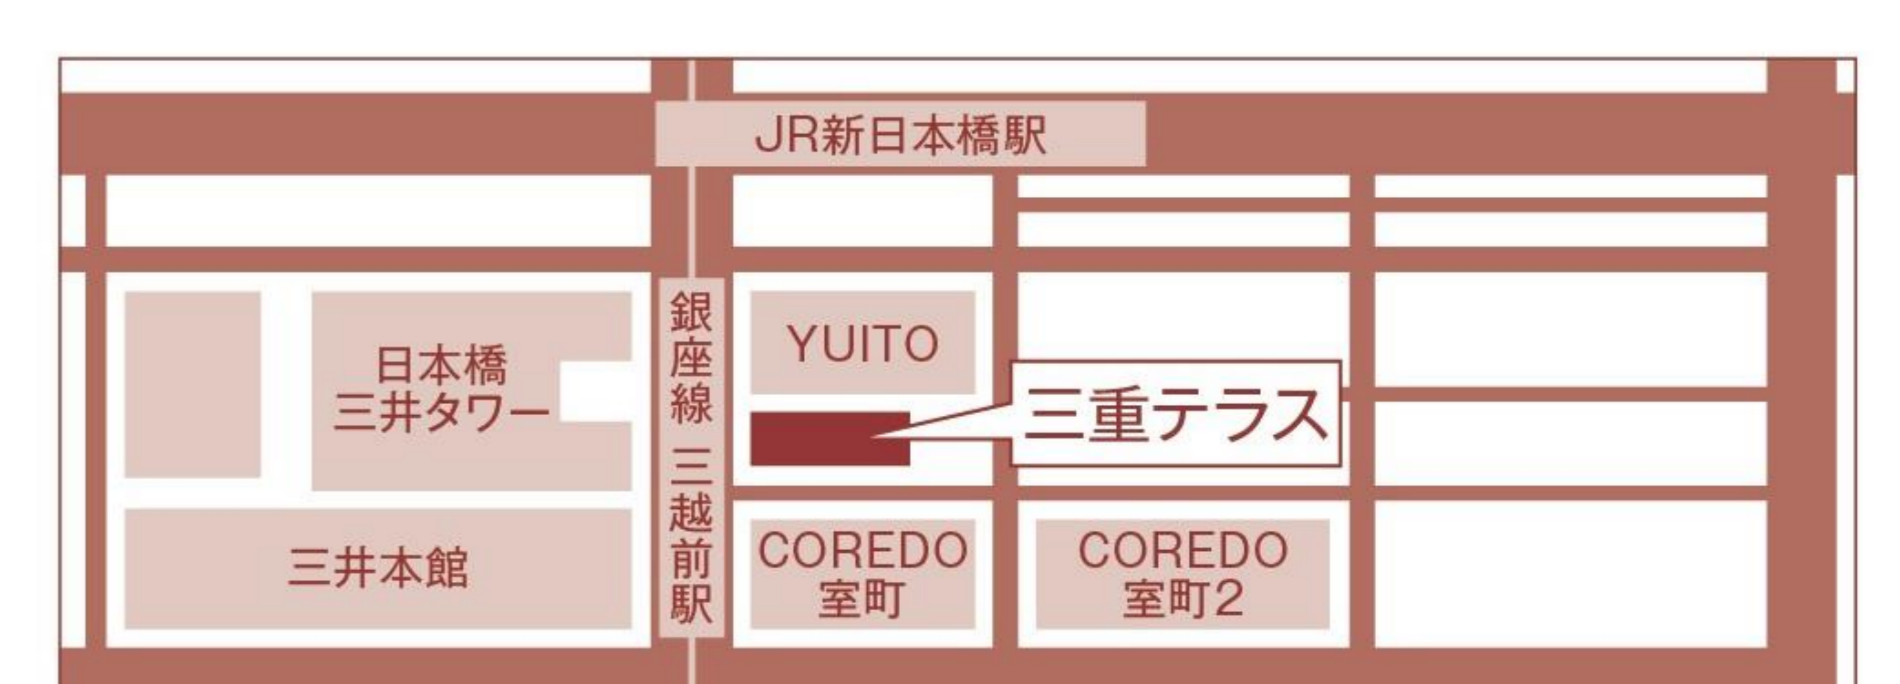 JR新日本橋駅
日本橋
三井タワー
三井本館
銀座線 三越前駅
YUITO
三重テラス
COREDO
室町
COREDO
室町2